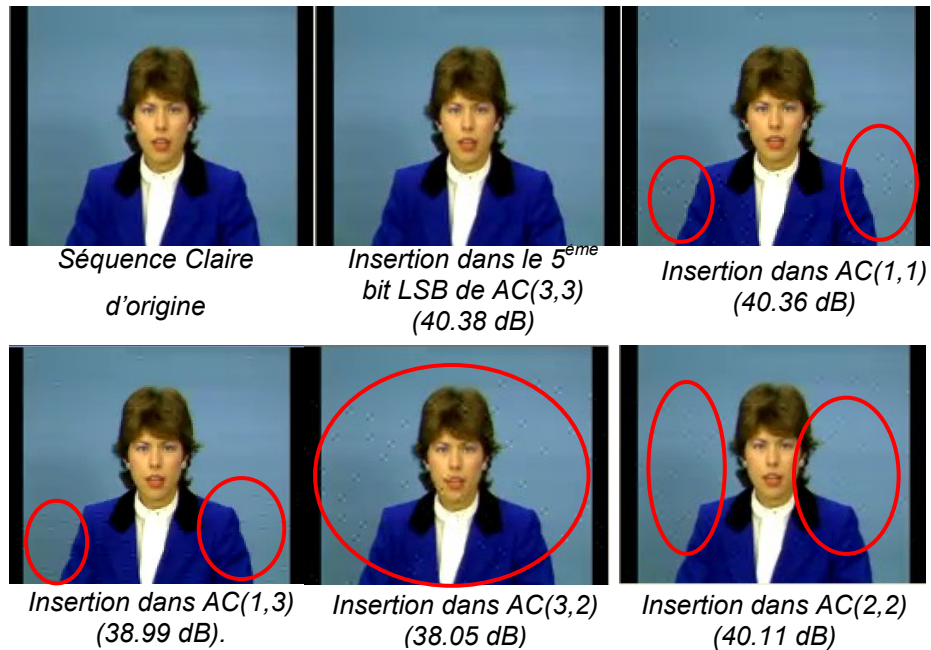 Séquence Claire
d'origine
Insertion dans le 5ème
bit LSB de AC(3,3)
(40.38 dB)
Insertion dans AC(1,1)
(40.36 dB)
Insertion dans AC(1,3)
(38.99 dB).
Insertion dans AC(3,2)
(38.05 dB)
Insertion dans AC(2,2)
(40.11 dB)